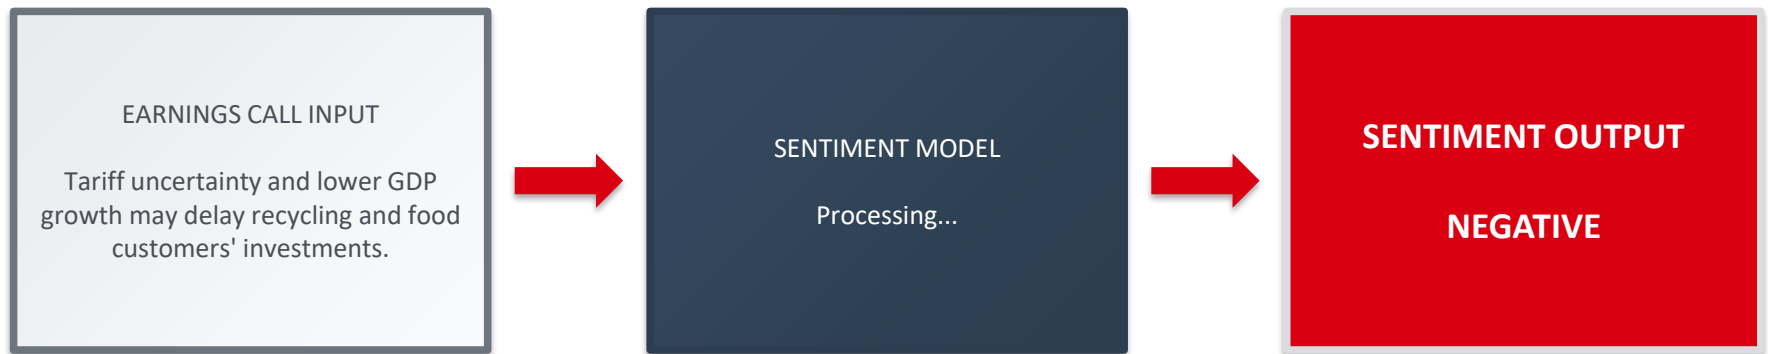 EARNINGS CALL INPUT
Tariff uncertainty and lower GDP
growth may delay recycling and food
customers' investments.
SENTIMENT MODEL
Processing...
SENTIMENT OUTPUT
NEGATIVE